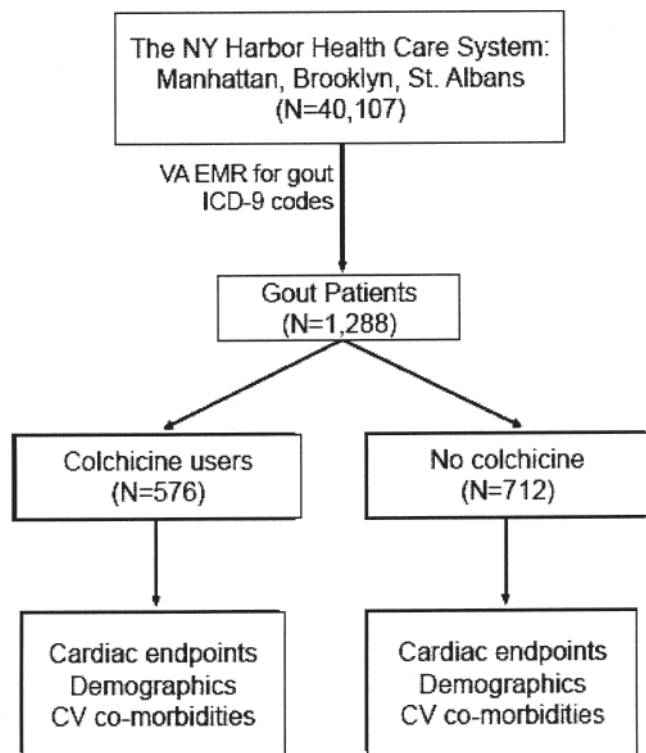 The NY Harbor Health Care System:
Manhattan, Brooklyn, St. Albans
(N=40,107)
VA EMR for gout
ICD-9 codes
Gout Patients
(N=1,288)
Colchicine users
(N=576)
No colchicine
(N=712)
Cardiac endpoints
Demographics
CV co-morbidities
Cardiac endpoints
Demographics
CV co-morbidities